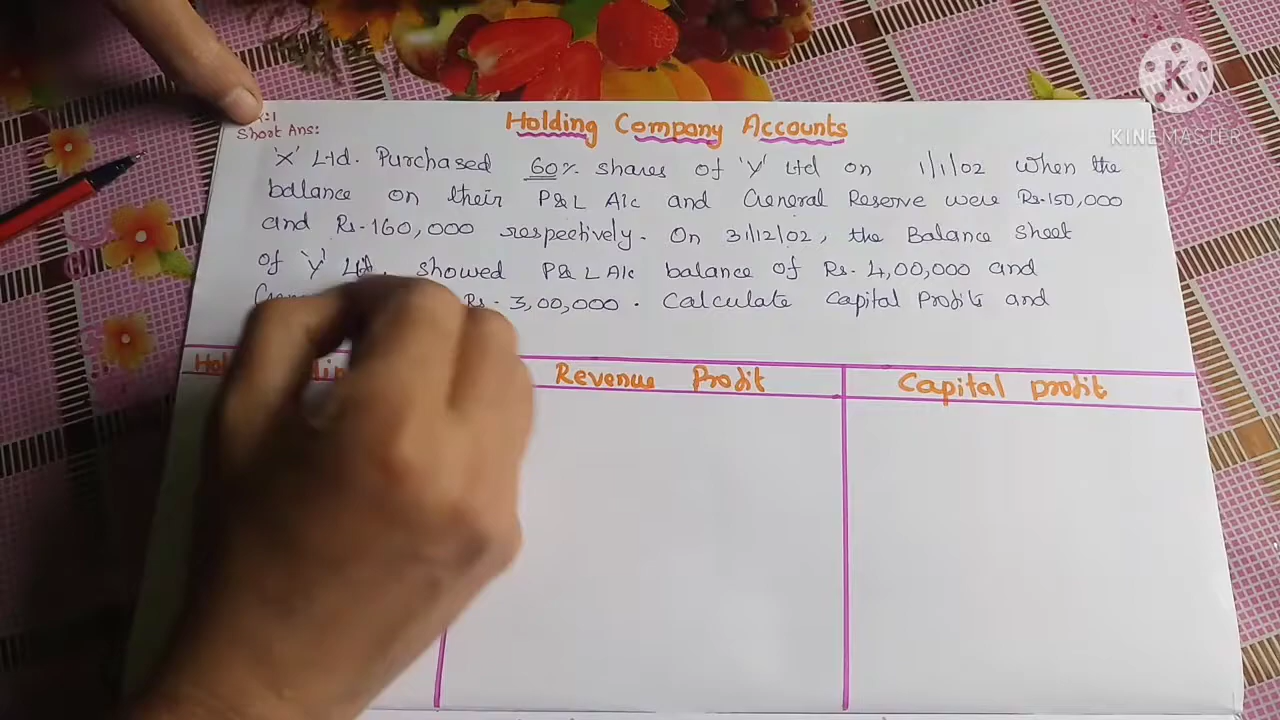 :1
Short Ans:
Holding Company Accounts
'X' Ltd. Purchased 60% shares of 'Y' Ltd on 1/1/02 when the
balance on their P&L A/c and General Reserve were Rs.150,000
and Rs.160,000 respectively. On 31/12/02, the Balance Sheet
of 'Y' Ltd. showed P&L A/c balance of Rs. 4,00,000 and
Rs. 3,00,000. Calculate Capital Profits and
Revenue Profit
Capital profit
K
KINEMASTER